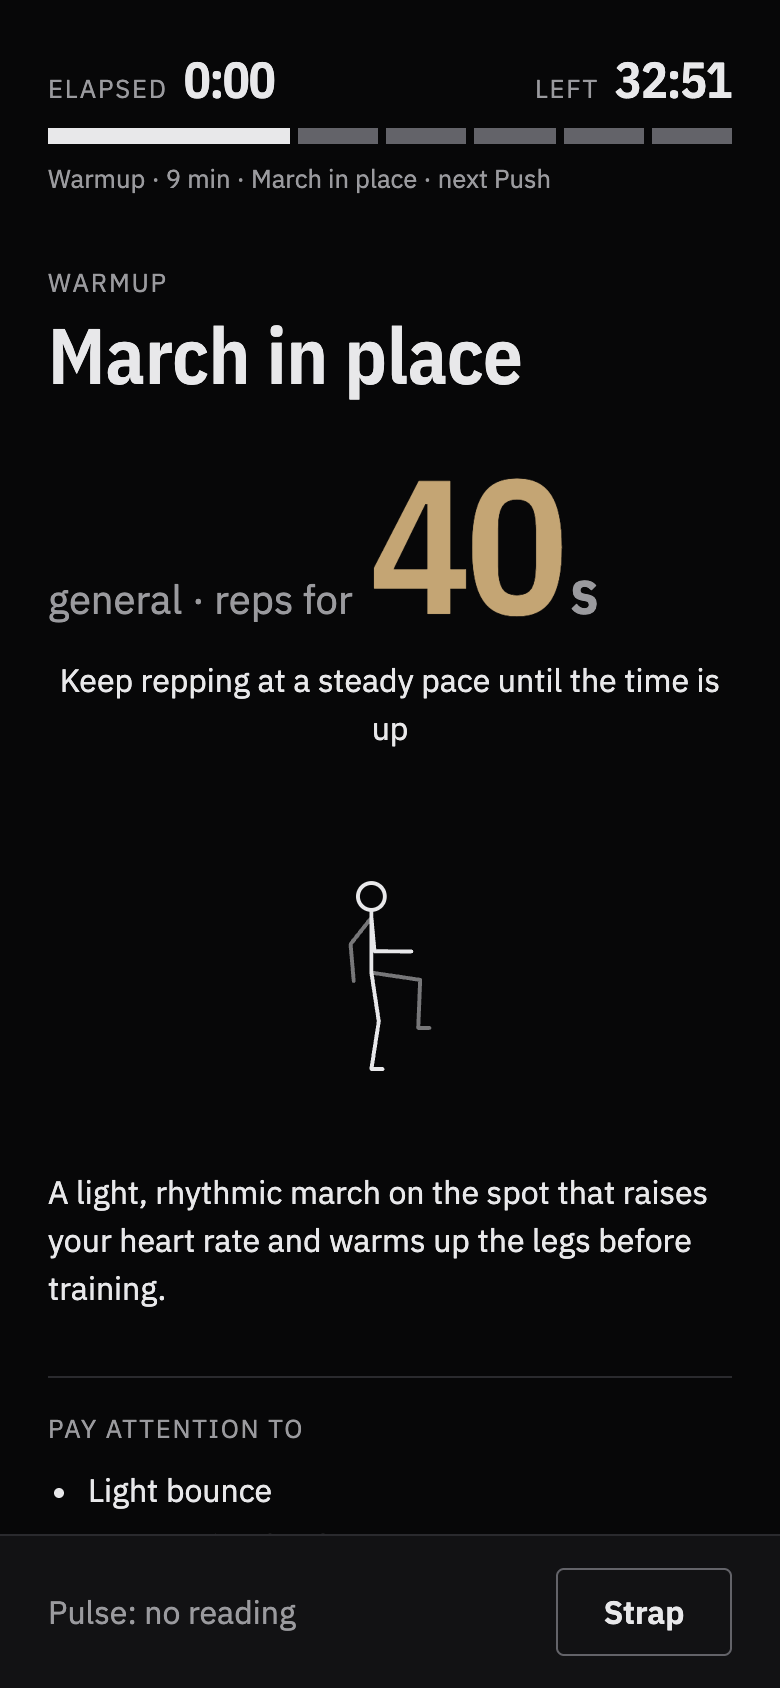 ELAPSED 0:00 LEFT 32:51
Warmup · 9 min · March in place · next Push
WARMUP
March in place
general · reps for 40 s
Keep repping at a steady pace until the time is
up
A light, rhythmic march on the spot that raises
your heart rate and warms up the legs before
training.
PAY ATTENTION TO
• Light bounce
Pulse: no reading
Strap